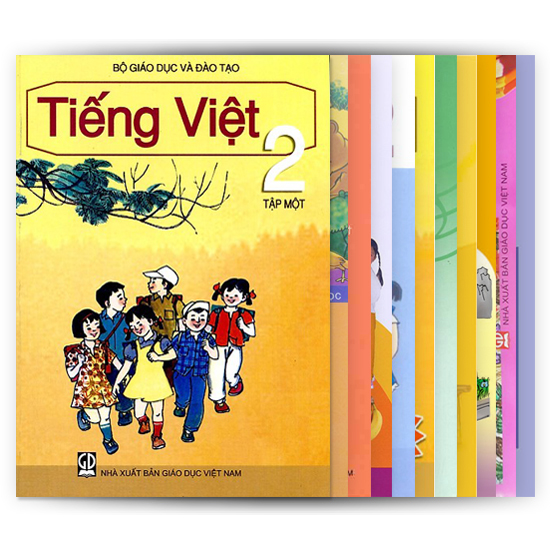 BỘ GIÁO DỤC VÀ ĐÀO TẠO
Tiếng Việt
2
TẬP MỘT
GD
NHÀ XUẤT BẢN GIÁO DỤC VIỆT NAM
NHÀ XUẤT BẢN GIÁO DỤC VIỆT NAM